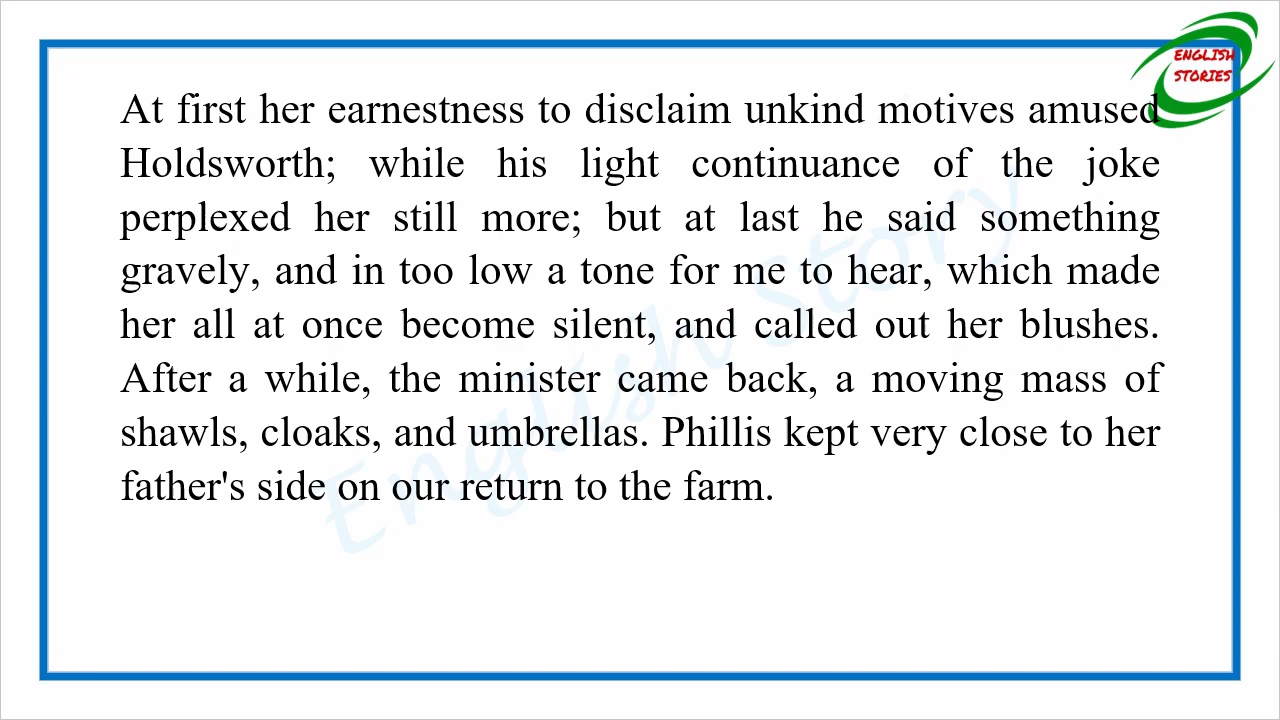 ENGLISH
STORIES
At first her earnestness to disclaim unkind motives amused
Holdsworth; while his light continuance of the joke
perplexed her still more; but at last he said something
gravely, and in too low a tone for me to hear, which made
her all at once become silent, and called out her blushes.
After a while, the minister came back, a moving mass of
shawls, cloaks, and umbrellas. Phillis kept very close to her
father's side on our return to the farm.
English Story